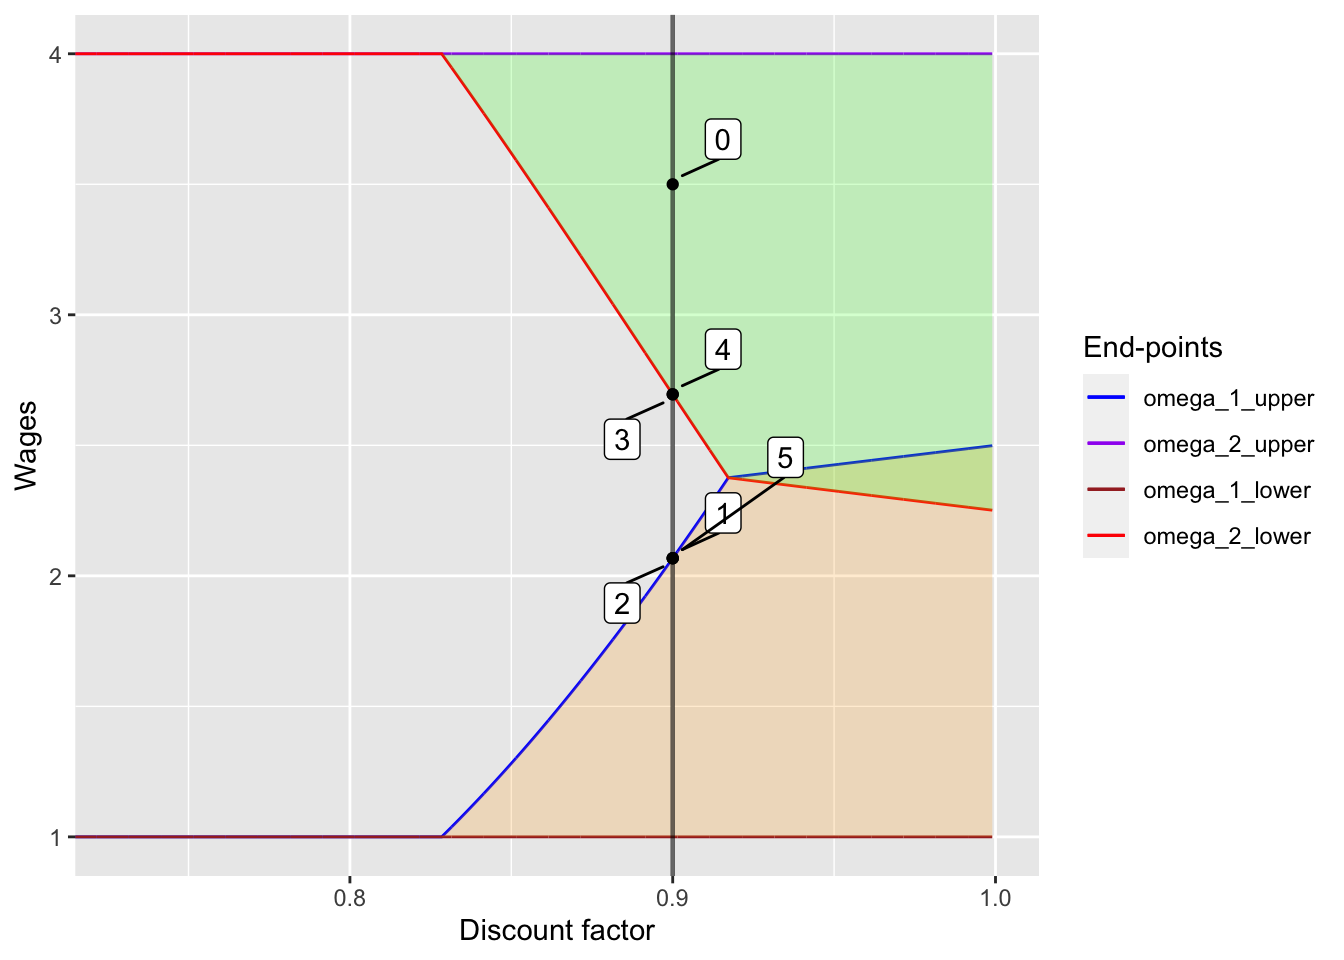 4
3
2
1
Wages
0
4
3
5
1
2
0.8
0.9
1.0
Discount factor
End-points
omega_1_upper
omega_2_upper
omega_1_lower
omega_2_lower